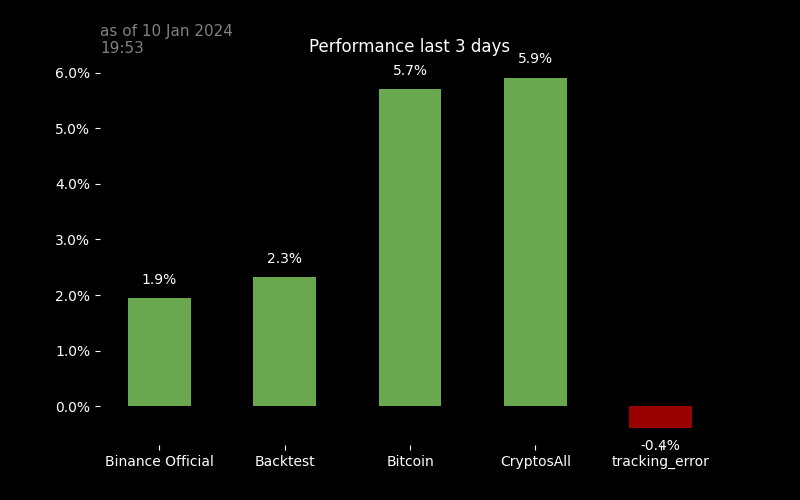 as of 10 Jan 2024
19:53
Performance last 3 days
6.0%
5.0%
4.0%
3.0%
2.0%
1.0%
0.0%
1.9%
2.3%
5.7%
5.9%
-0.4%
Binance Official
Backtest
Bitcoin
CryptosAll
tracking_error